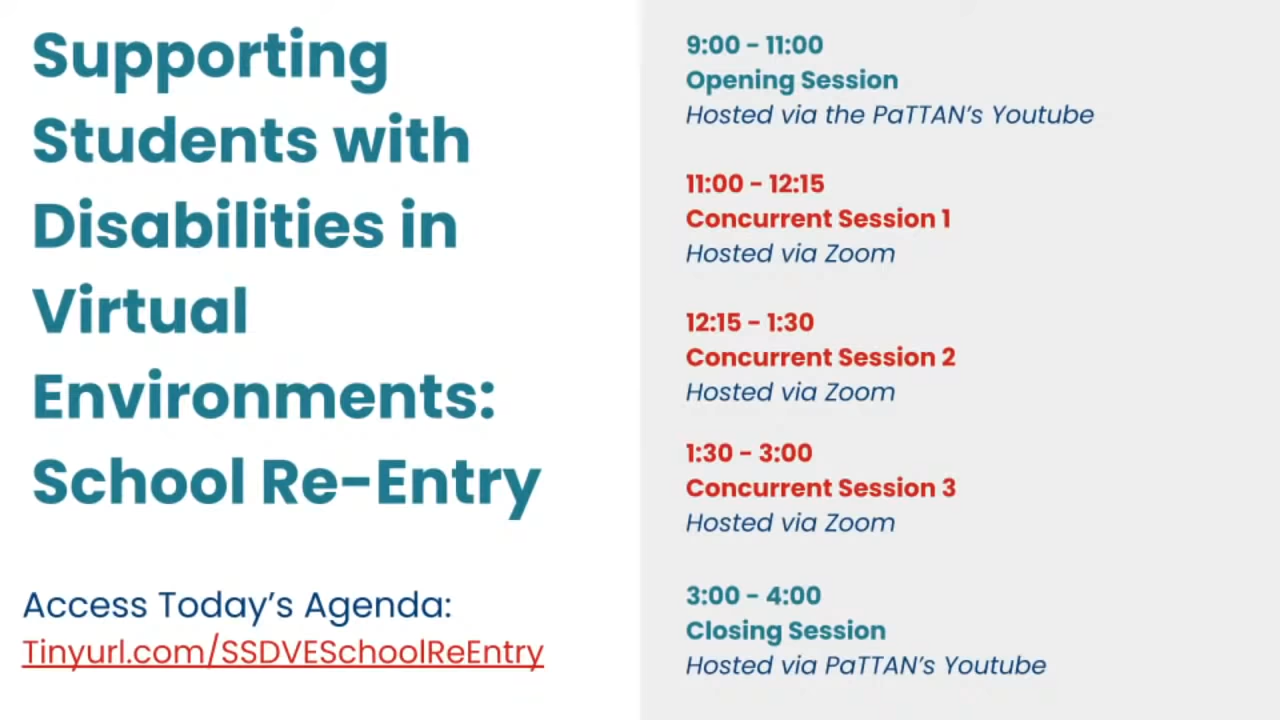 Supporting
Students with
Disabilities in
Virtual
Environments:
School Re-Entry
Access Today's Agenda:
Tinyurl.com/SSDVESchoolReEntry
9:00 - 11:00
Opening Session
Hosted via the PaTTAN's Youtube
11:00 - 12:15
Concurrent Session 1
Hosted via Zoom
12:15 - 1:30
Concurrent Session 2
Hosted via Zoom
1:30 - 3:00
Concurrent Session 3
Hosted via Zoom
3:00 - 4:00
Closing Session
Hosted via PaTTAN's Youtube